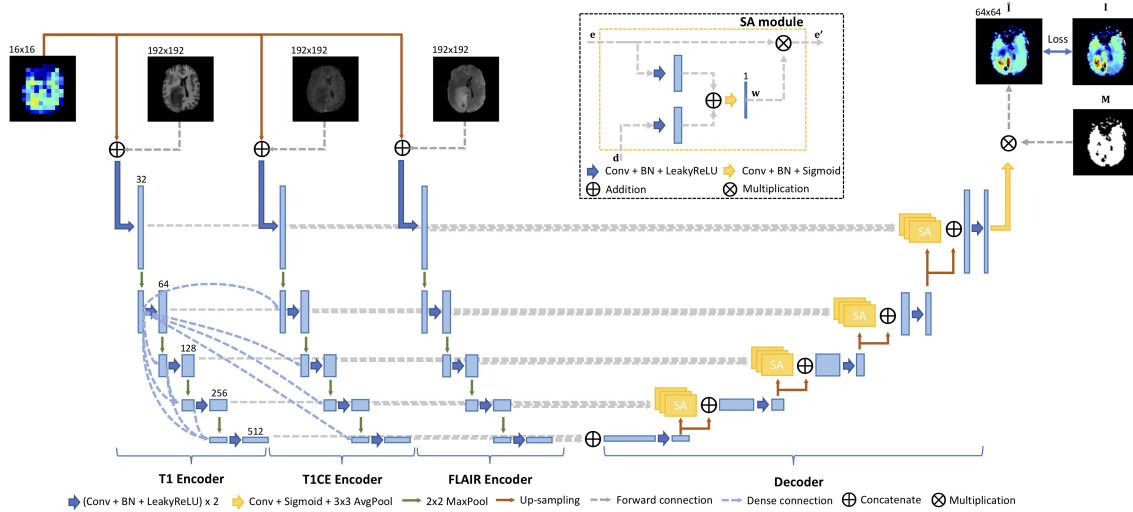 16x16
192x192
192x192
192x192
SA module
e
e'
1
w
d
Conv + BN + LeakyReLU
Conv + BN + Sigmoid
Addition
Multiplication
64x64
Ĩ
I
Loss
M
32
64
128
256
512
SA
SA
SA
SA
T1 Encoder
T1CE Encoder
FLAIR Encoder
Decoder
(Conv + BN + LeakyReLU) x 2
Conv + Sigmoid + 3x3 AvgPool
2x2 MaxPool
Up-sampling
Forward connection
Dense connection
Concatenate
Multiplication